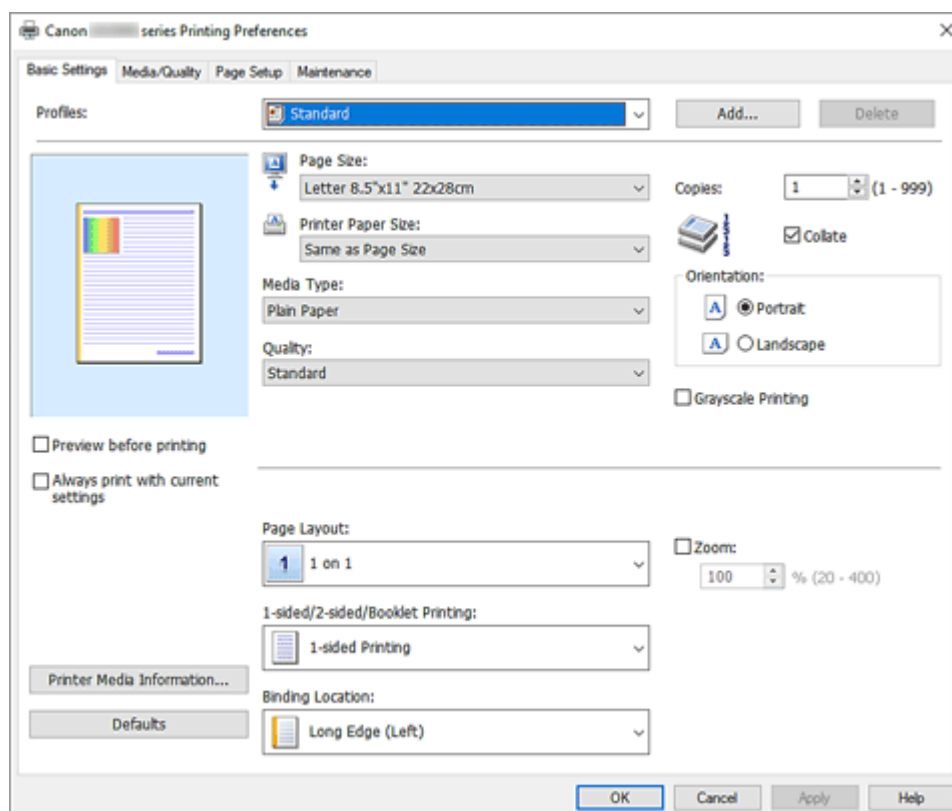 Canon series Printing Preferences
Basic Settings Media/Quality Page Setup Maintenance
Profiles: Standard Add... Delete
Page Size:
Letter 8.5"x11" 22x28cm
Copies: 1 (1 - 999)
Printer Paper Size:
Same as Page Size
Collate
Media Type:
Plain Paper
Orientation:
A Portrait
A Landscape
Quality:
Standard
Grayscale Printing
Preview before printing
Always print with current
settings
Page Layout:
1 1 on 1
Zoom:
100 % (20 - 400)
1-sided/2-sided/Booklet Printing:
1-sided Printing
Printer Media Information...
Defaults
Binding Location:
Long Edge (Left)
OK Cancel Apply Help